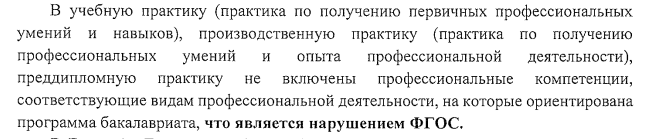 В учебную практику (практика по получению первичных профессиональных
умений и навыков), производственную практику (практика по получению
профессиональных умений и опыта профессиональной деятельности),
преддипломную практику не включены профессиональные компетенции,
соответствующие видам профессиональной деятельности, на которые ориентирована
программа бакалавриата, что является нарушением ФГОС.